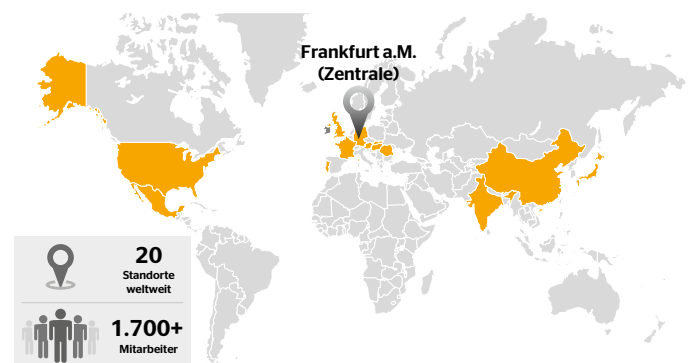 Frankfurt a.M.
(Zentrale)
20
Standorte
weltweit
1.700+
Mitarbeiter